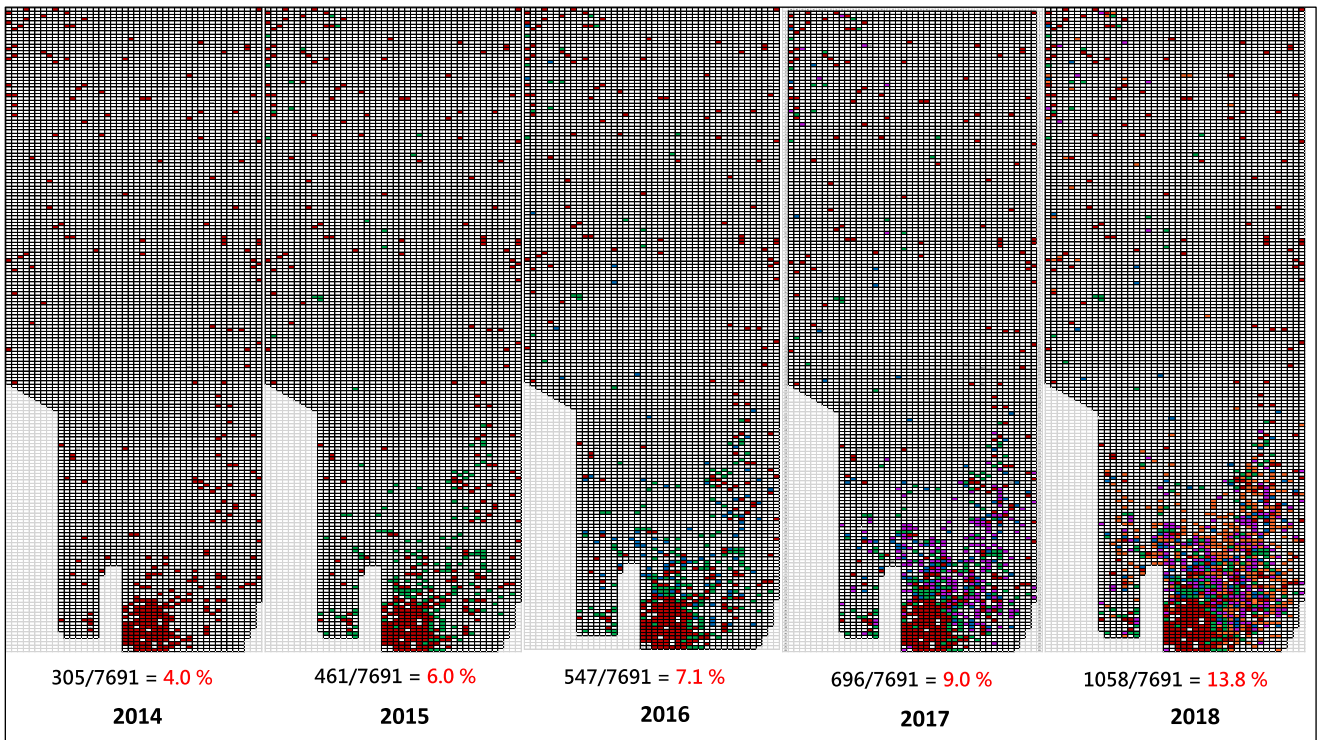 305/7691 = 4.0 %
461/7691 = 6.0 %
547/7691 = 7.1 %
696/7691 = 9.0 %
1058/7691 = 13.8 %
2014
2015
2016
2017
2018